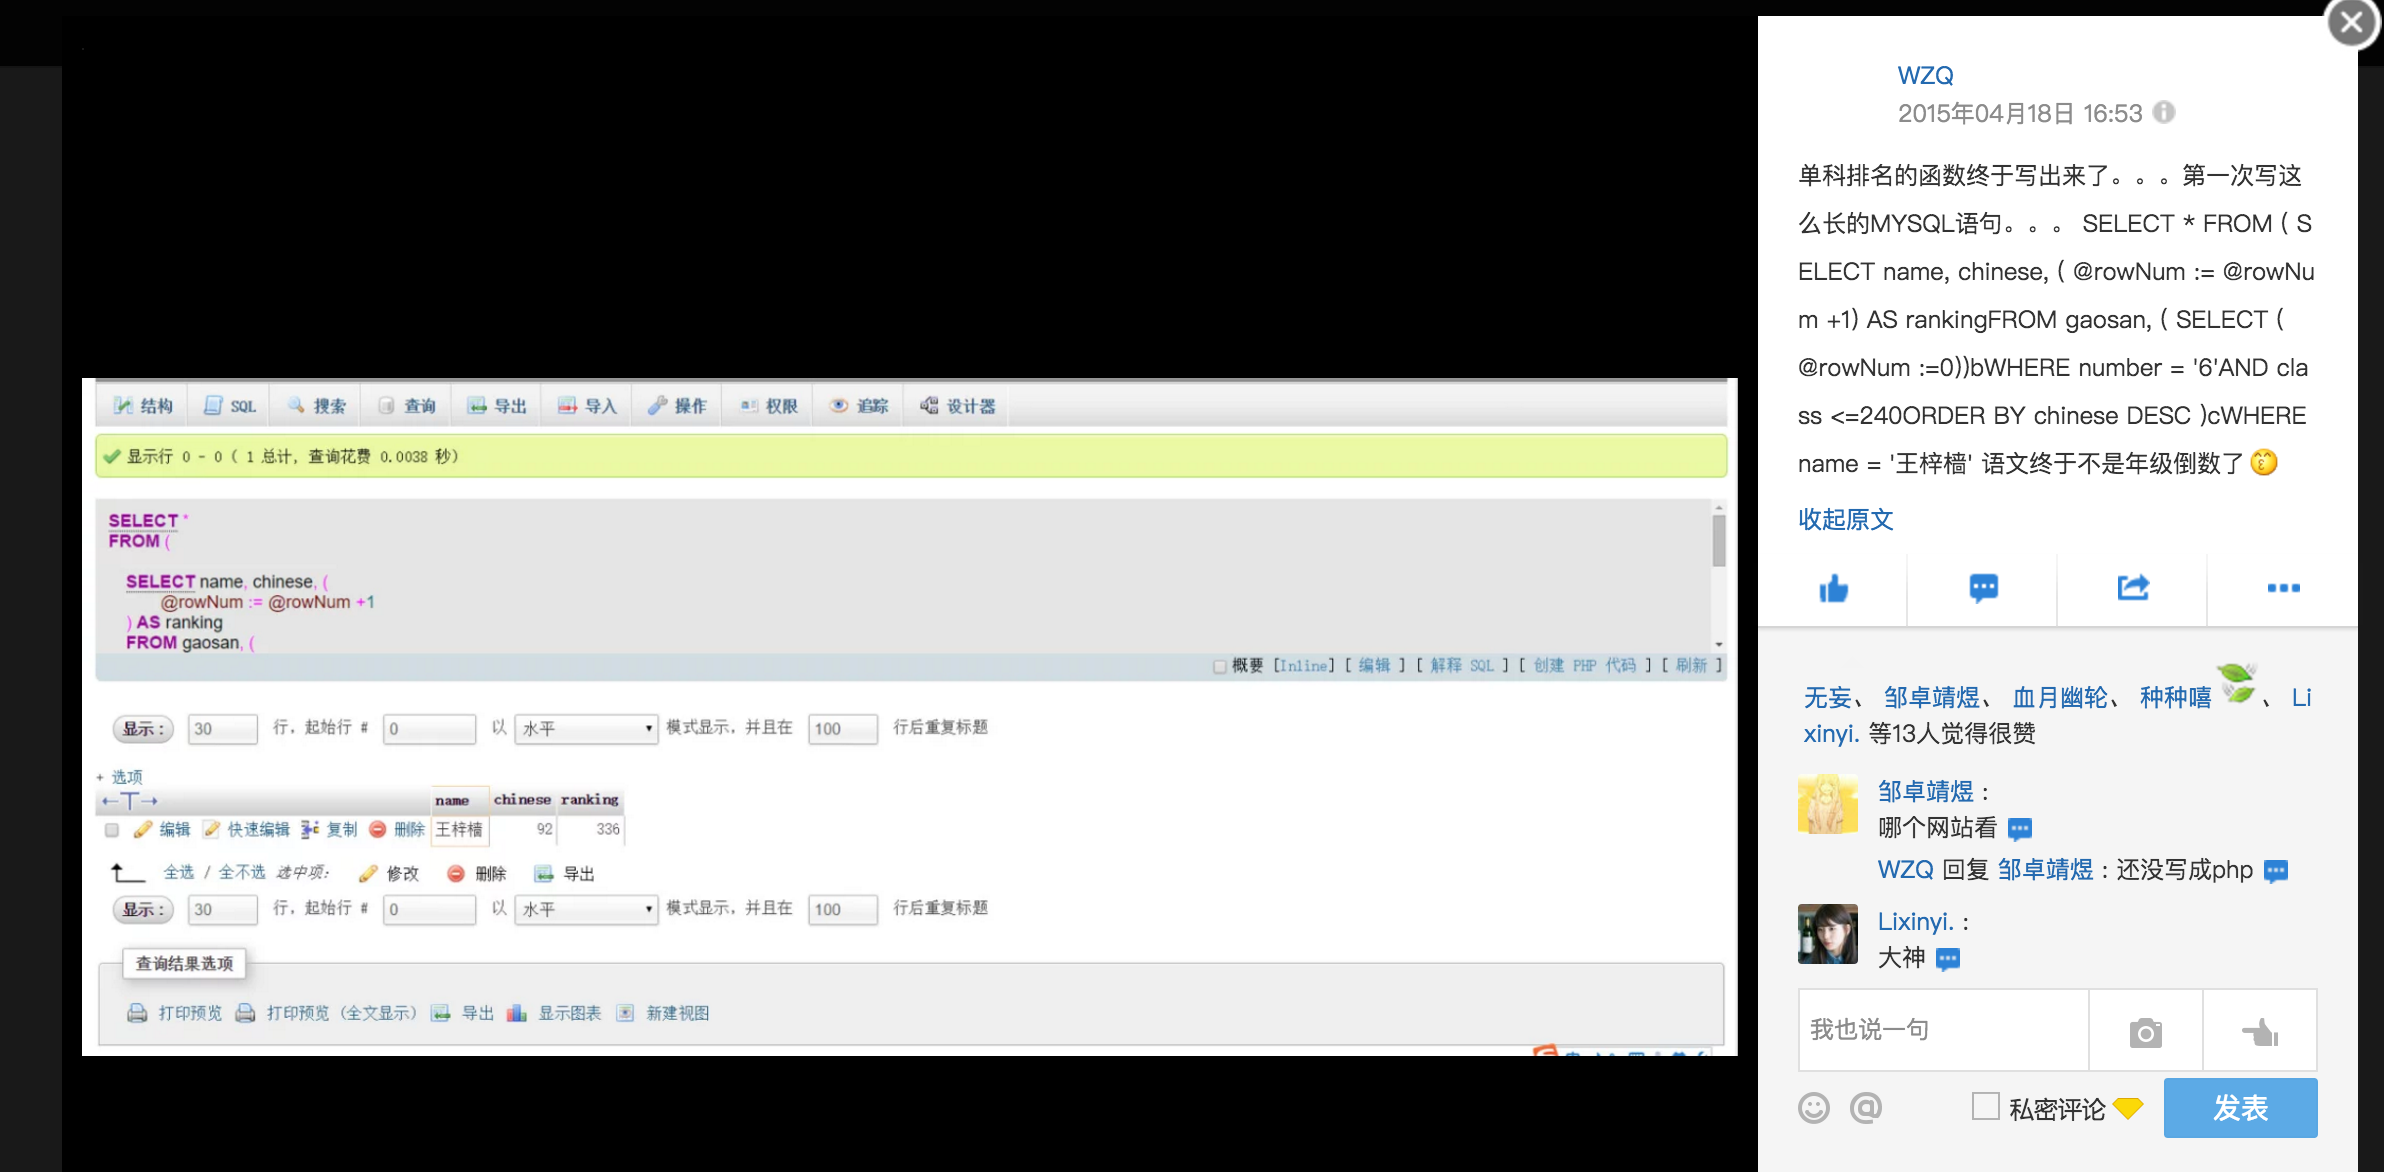 结构 SQL 搜索 查询 导出 导入 操作 权限 追踪 设计器
显示行 0 - 0 ( 1 总计, 查询花费 0.0038 秒)
SELECT *
FROM (
SELECT name, chinese, (
@rowNum := @rowNum +1
) AS ranking
FROM gaosan, (
概要 [Inline] [ 编辑 ] [ 解释 SQL ] [ 创建 PHP 代码 ] [ 刷新 ]
显示: 30 行, 起始行 # 0 以 水平 模式显示, 并且在 100 行后重复标题
+ 选项
←T→ name chinese ranking
编辑 快速编辑 复制 删除 王梓樯 92 336
全选 / 全不选 选中项: 修改 删除 导出
显示: 30 行, 起始行 # 0 以 水平 模式显示, 并且在 100 行后重复标题
查询结果选项
打印预览 打印预览 (全文显示) 导出 显示图表 新建视图
WZQ
2015年04月18日 16:53
单科排名的函数终于写出来了。。。第一次写这
么长的MYSQL语句。。。 SELECT * FROM ( S
ELECT name, chinese, ( @rowNum := @rowNu
m +1) AS rankingFROM gaosan, ( SELECT (
@rowNum :=0))bWHERE number = '6'AND cla
ss <=240ORDER BY chinese DESC )cWHERE
name = '王梓樯' 语文终于不是年级倒数了
收起原文
无妄、 邹卓靖煜、 血月幽轮、 种种嘻 、 Li
xinyi. 等13人觉得很赞
邹卓靖煜 :
哪个网站看
WZQ 回复 邹卓靖煜 : 还没写成php
Lixinyi. :
大神
我也说一句
@ 私密评论 发表